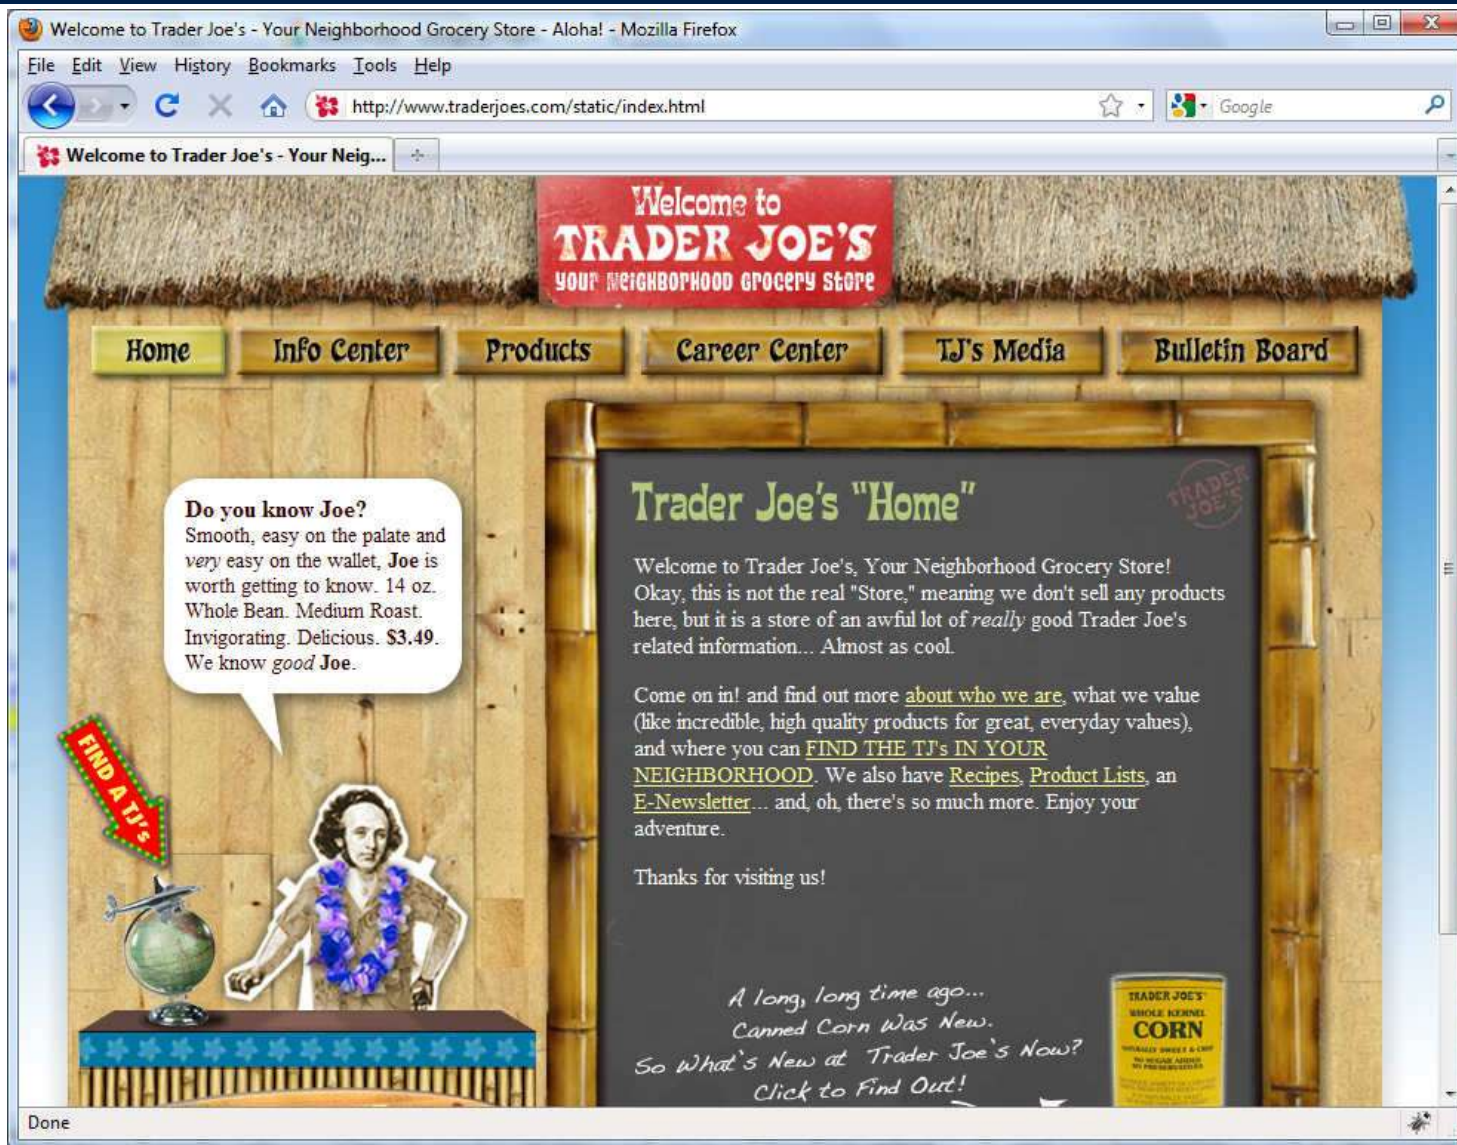 Welcome to Trader Joe's - Your Neighborhood Grocery Store - Aloha! - Mozilla Firefox
File Edit View History Bookmarks Tools Help
http://www.traderjoes.com/static/index.html
Google
Welcome to Trader Joe's - Your Neig...
Welcome to
TRADER JOE'S
YOUR NEIGHBORHOOD GROCERY STORE
Home Info Center Products Career Center TJ's Media Bulletin Board
Do you know Joe?
Smooth, easy on the palate and
very easy on the wallet, Joe is
worth getting to know. 14 oz.
Whole Bean. Medium Roast.
Invigorating. Delicious. $3.49.
We know good Joe.
FIND A TJ's
Trader Joe's "Home"
TRADER
JOE'S
Welcome to Trader Joe's, Your Neighborhood Grocery Store!
Okay, this is not the real "Store," meaning we don't sell any products
here, but it is a store of an awful lot of really good Trader Joe's
related information... Almost as cool.
Come on in! and find out more about who we are, what we value
(like incredible, high quality products for great, everyday values),
and where you can FIND THE TJ's IN YOUR
NEIGHBORHOOD. We also have Recipes, Product Lists, an
E-Newsletter... and, oh, there's so much more. Enjoy your
adventure.
Thanks for visiting us!
A long, long time ago...
Canned Corn Was New.
So What's New at Trader Joe's Now?
Click to Find Out!
TRADER JOE'S
WHOLE KERNEL
CORN
NATURALLY SWEET & CRISP
NO SUGAR ADDED
NO PRESERVATIVES
Done